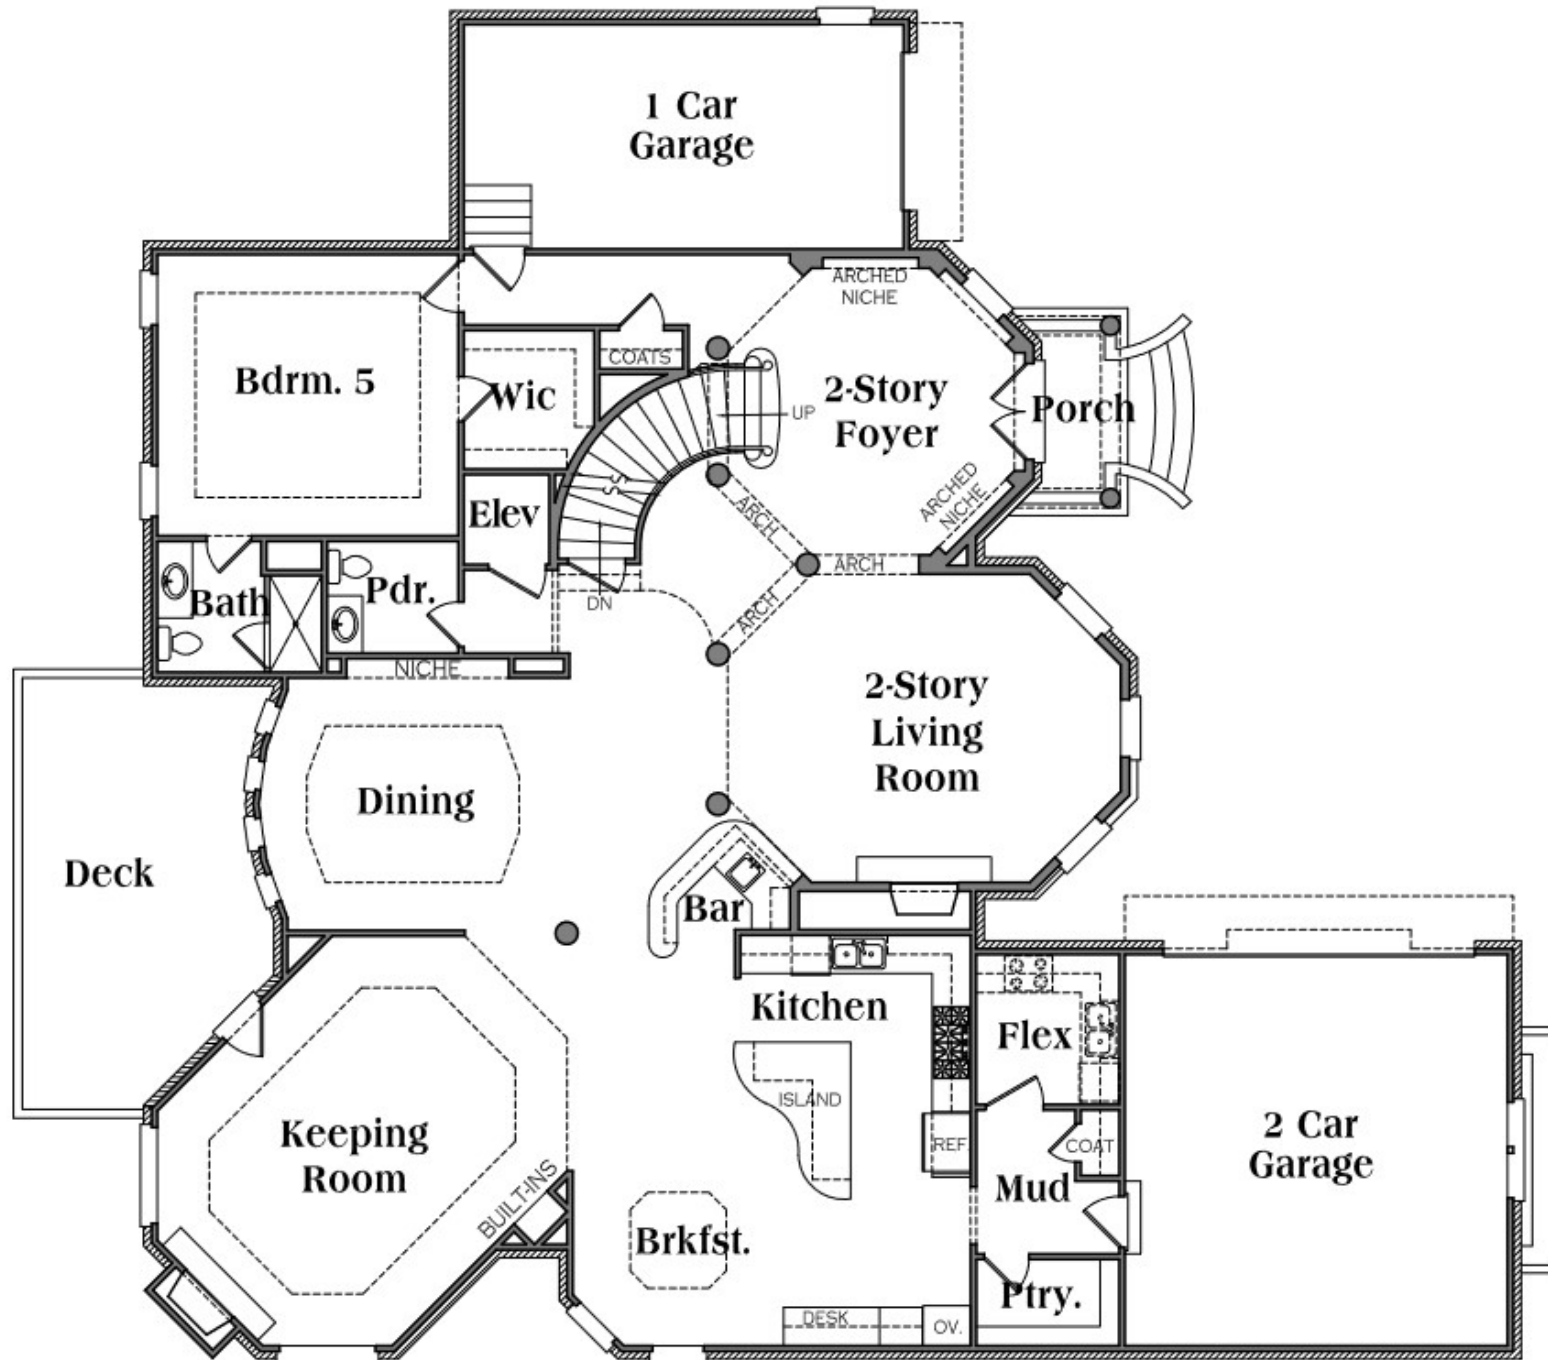 1 Car
Garage
ARCHED
NICHE
Bdrm. 5
Wic
COATS
UP
2-Story
Foyer
Porch
ARCHED
NICHE
Elev
ARCH
ARCH
ARCH
DN
Bath
Pdr.
NICHE
2-Story
Living
Room
Dining
Deck
Bar
Kitchen
Flex
ISLAND
REF.
COAT
Mud
2 Car
Garage
Keeping
Room
BUILT-INS
Brkfst.
Ptry.
DESK
OV.